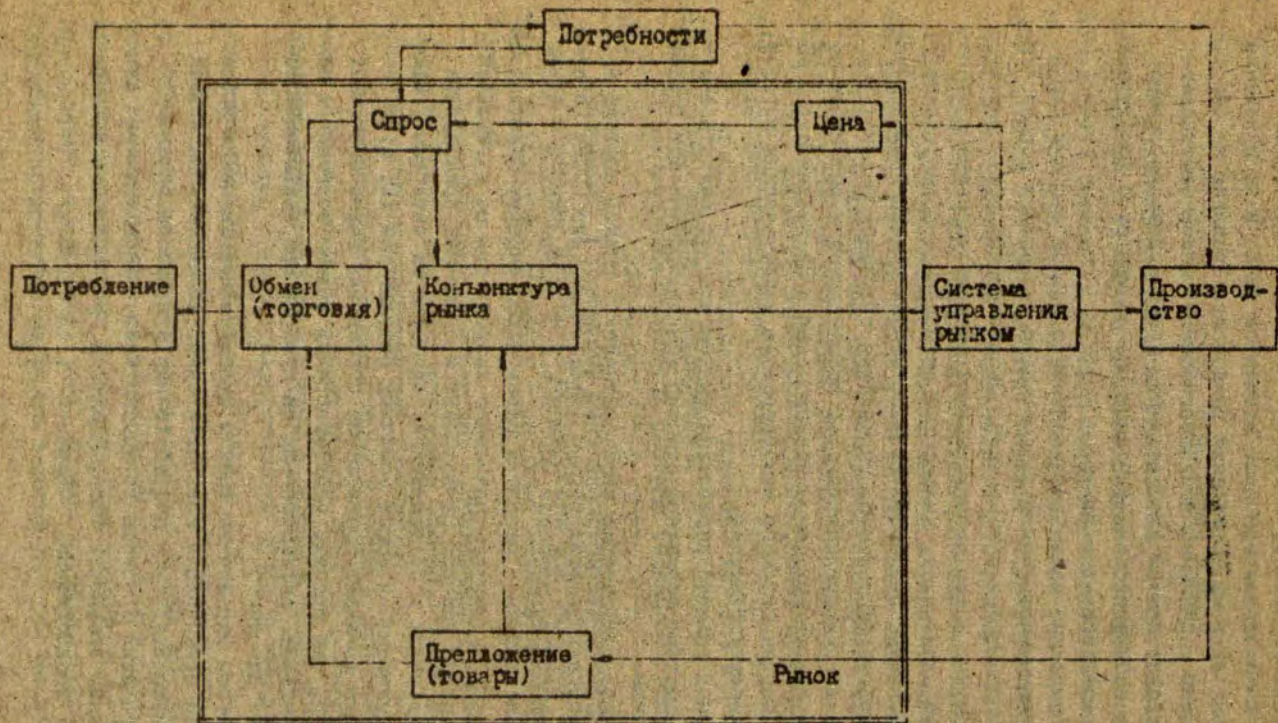 Потребности
Спрос
Цена
Потребление
Обмен
(торговля)
Конъюнктура
рынка
Система
управления
рынком
Производ-
ство
Предложение
(товары)
Рынок